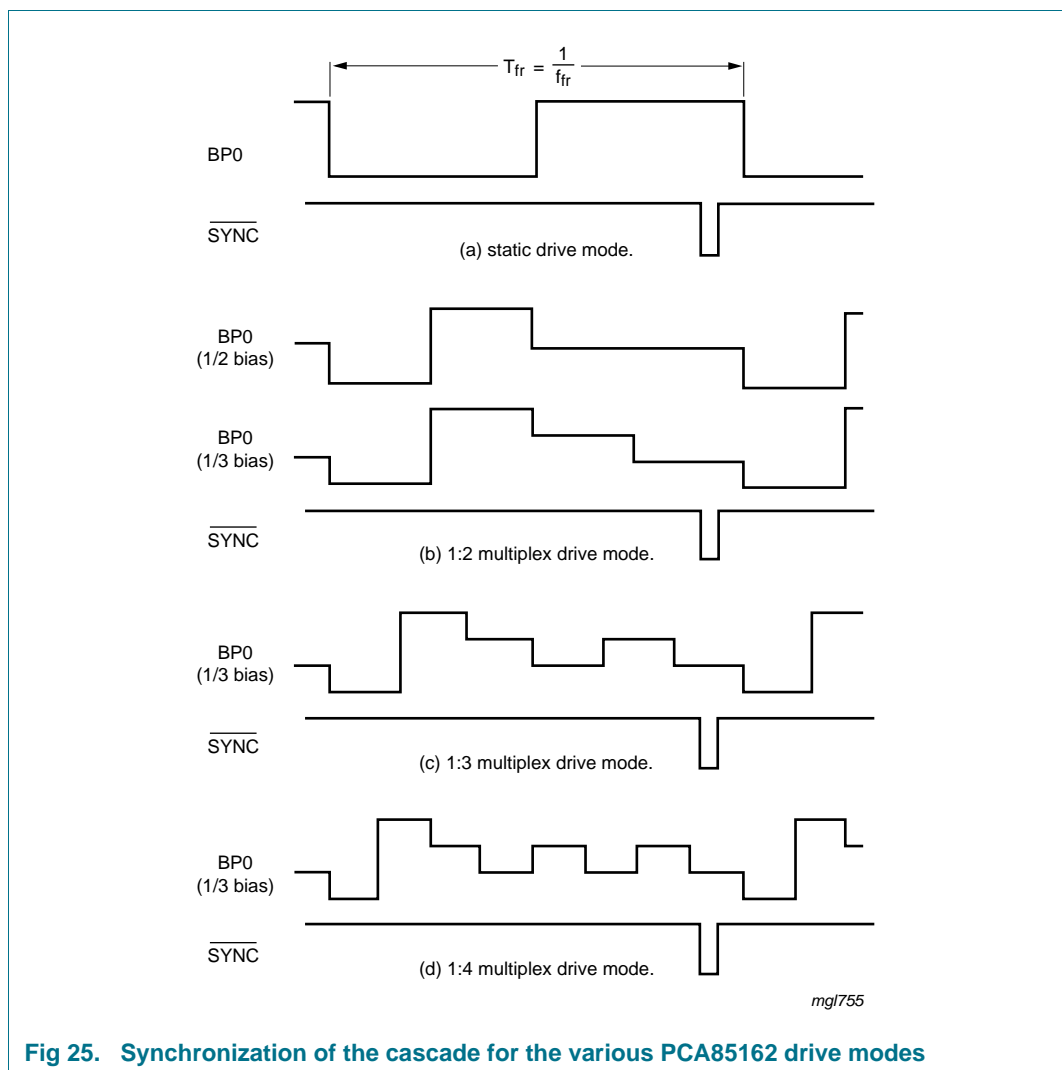 Tfr = 1/ffr
BP0
SYNC
(a) static drive mode.
BP0
(1/2 bias)
BP0
(1/3 bias)
SYNC
(b) 1:2 multiplex drive mode.
BP0
(1/3 bias)
SYNC
(c) 1:3 multiplex drive mode.
BP0
(1/3 bias)
SYNC
(d) 1:4 multiplex drive mode.
mgl755
Fig 25. Synchronization of the cascade for the various PCA85162 drive modes